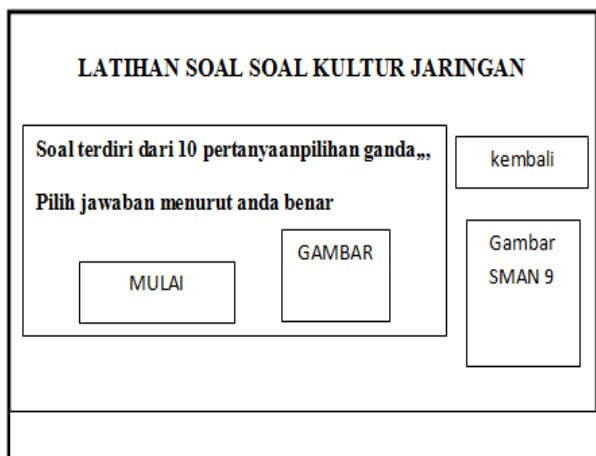 LATIHAN SOAL SOAL KULTUR JARINGAN
Soal terdiri dari 10 pertanyaanpilihan ganda,,,
Pilih jawaban menurut anda benar
MULAI
GAMBAR
kembali
Gambar
SMAN 9